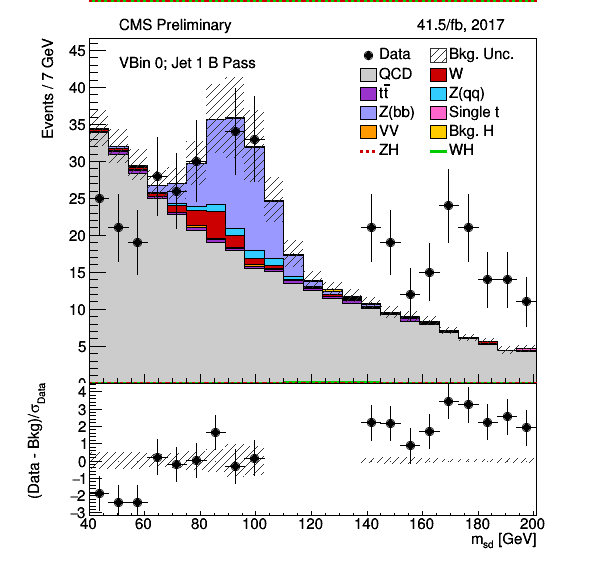 CMS Preliminary 41.5/fb, 2017
VBin 0; Jet 1 B Pass
Data Bkg. Unc.
QCD W
tt̅ Z(qq)
Z(bb) Single t
VV Bkg. H
ZH WH
Events / 7 GeV
45
40
35
30
25
20
15
10
5
0
(Data - Bkg)/σData
4
3
2
1
0
−1
−2
−3
40 60 80 100 120 140 160 180 200
msd [GeV]